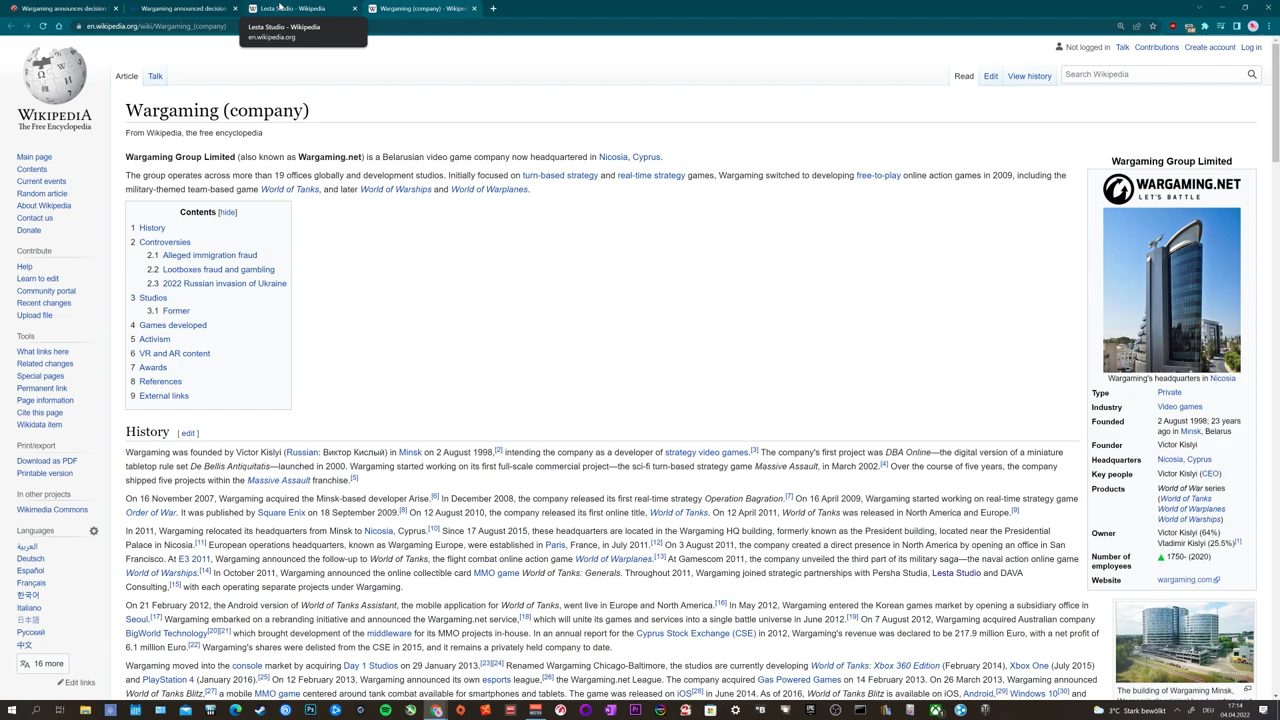 Wargaming announces decision
Wargaming announced decision
Lesta Studio - Wikipedia
Wargaming (company) - Wikiped
en.wikipedia.org/wiki/Wargaming_(company)
Lesta Studio - Wikipedia
en.wikipedia.org
Not logged in Talk Contributions Create account Log in
Article Talk
Read Edit View history
Search Wikipedia
WIKIPEDIA
The Free Encyclopedia
Main page
Contents
Current events
Random article
About Wikipedia
Contact us
Donate
Contribute
Help
Learn to edit
Community portal
Recent changes
Upload file
Tools
What links here
Related changes
Special pages
Permanent link
Page information
Cite this page
Wikidata item
Print/export
Download as PDF
Printable version
In other projects
Wikimedia Commons
Languages
العربية
Deutsch
Español
Français
한국어
Italiano
日本語
Русский
中文
16 more
Edit links
Wargaming (company)
From Wikipedia, the free encyclopedia
Wargaming Group Limited (also known as Wargaming.net) is a Belarusian video game company now headquartered in Nicosia, Cyprus.
The group operates across more than 19 offices globally and development studios. Initially focused on turn-based strategy and real-time strategy games, Wargaming switched to developing free-to-play online action games in 2009, including the
military-themed team-based game World of Tanks, and later World of Warships and World of Warplanes.
Contents [hide]
1 History
2 Controversies
2.1 Alleged immigration fraud
2.2 Lootboxes fraud and gambling
2.3 2022 Russian invasion of Ukraine
3 Studios
3.1 Former
4 Games developed
5 Activism
6 VR and AR content
7 Awards
8 References
9 External links
History [ edit ]
Wargaming was founded by Victor Kislyi (Russian: Виктор Кислый) in Minsk on 2 August 1998,[2] intending the company as a developer of strategy video games.[3] The company's first project was DBA Online—the digital version of a miniature
tabletop rule set De Bellis Antiquitatis—launched in 2000. Wargaming started working on its first full-scale commercial project—the sci-fi turn-based strategy game Massive Assault, in March 2002.[4] Over the course of five years, the company
shipped five projects within the Massive Assault franchise.[5]
On 16 November 2007, Wargaming acquired the Minsk-based developer Arise.[6] In December 2008, the company released its first real-time strategy Operation Bagration.[7] On 16 April 2009, Wargaming started working on real-time strategy game
Order of War. It was published by Square Enix on 18 September 2009.[8] On 12 August 2010, the company released its first online title, World of Tanks. On 12 April 2011, World of Tanks was released in North America and Europe.[9]
In 2011, Wargaming relocated its headquarters from Minsk to Nicosia, Cyprus.[10] Since 17 August 2015, these headquarters are located in the Wargaming HQ building, formerly known as the President building, located near the Presidential
Palace in Nicosia.[11] European operations headquarters, known as Wargaming Europe, were established in Paris, France, in July 2011.[12] On 3 August 2011, the company created a direct presence in North America by opening an office in San
Francisco. At E3 2011, Wargaming announced the follow-up to World of Tanks, the flight combat online action game World of Warplanes.[13] At Gamescom 2011, the company unveiled the third part of its military saga—the naval action online game
World of Warships.[14] In October 2011, Wargaming announced the online collectible card MMO game World of Tanks: Generals. Throughout 2011, Wargaming joined strategic partnerships with Persha Studia, Lesta Studio and DAVA
Consulting,[15] with each operating separate projects under Wargaming.
On 21 February 2012, the Android version of World of Tanks Assistant, the mobile application for World of Tanks, went live in Europe and North America.[16] In May 2012, Wargaming entered the Korean games market by opening a subsidiary office in
Seoul.[17] Wargaming embarked on a rebranding initiative and announced the Wargaming.net service,[18] which will unite its games and services into a single battle universe in June 2012.[19] On 7 August 2012, Wargaming acquired Australian company
BigWorld Technology[20][21] which brought development of the middleware for its MMO projects in-house. In an annual report for the Cyprus Stock Exchange (CSE) in 2012, Wargaming's revenue was declared to be 217.9 million Euro, with a net profit of
6.1 million Euro.[22] Wargaming's shares were delisted from the CSE in 2015, and it remains a privately held company to date.
Wargaming moved into the console market by acquiring Day 1 Studios on 29 January 2013.[23][24] Renamed Wargaming Chicago-Baltimore, the studios are currently developing World of Tanks: Xbox 360 Edition (February 2014), Xbox One (July 2015)
and PlayStation 4 (January 2016).[25] On 12 February 2013, Wargaming announced its own esports league,[26] the Wargaming.net League. The company acquired Gas Powered Games on 14 February 2013. On 26 March 2013, Wargaming announced
World of Tanks Blitz,[27] a mobile MMO game centered around tank combat available for smartphones and tablets. The game was released on iOS[28] in June 2014. As of 2016, World of Tanks Blitz is available on iOS, Android,[29] Windows 10[30] and
Wargaming Group Limited
WARGAMING.NET
LET'S BATTLE
Wargaming's headquarters in Nicosia
Type Private
Industry Video games
Founded 2 August 1998; 23 years
ago in Minsk, Belarus
Founder Victor Kislyi
Headquarters Nicosia, Cyprus
Key people Victor Kislyi (CEO)
Products World of War series
(World of Tanks
World of Warplanes
World of Warships)
Owner Victor Kislyi (64%)
Vladimir Kislyi (25.5%)[1]
Number of
employees 1750- (2020)
Website wargaming.com
The building of Wargaming Minsk,
3°C Stark bewölkt
DEU
17:14
04.04.2022